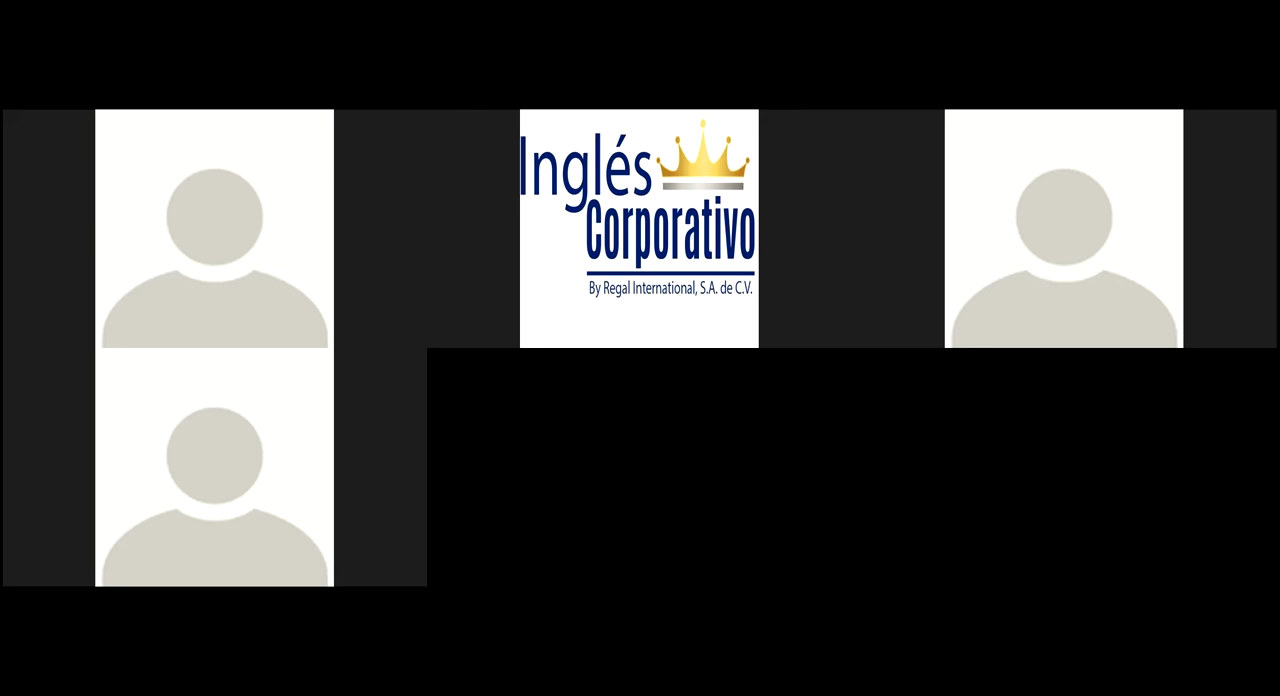 Inglés
Corporativo
By Regal International, S.A. de C.V.